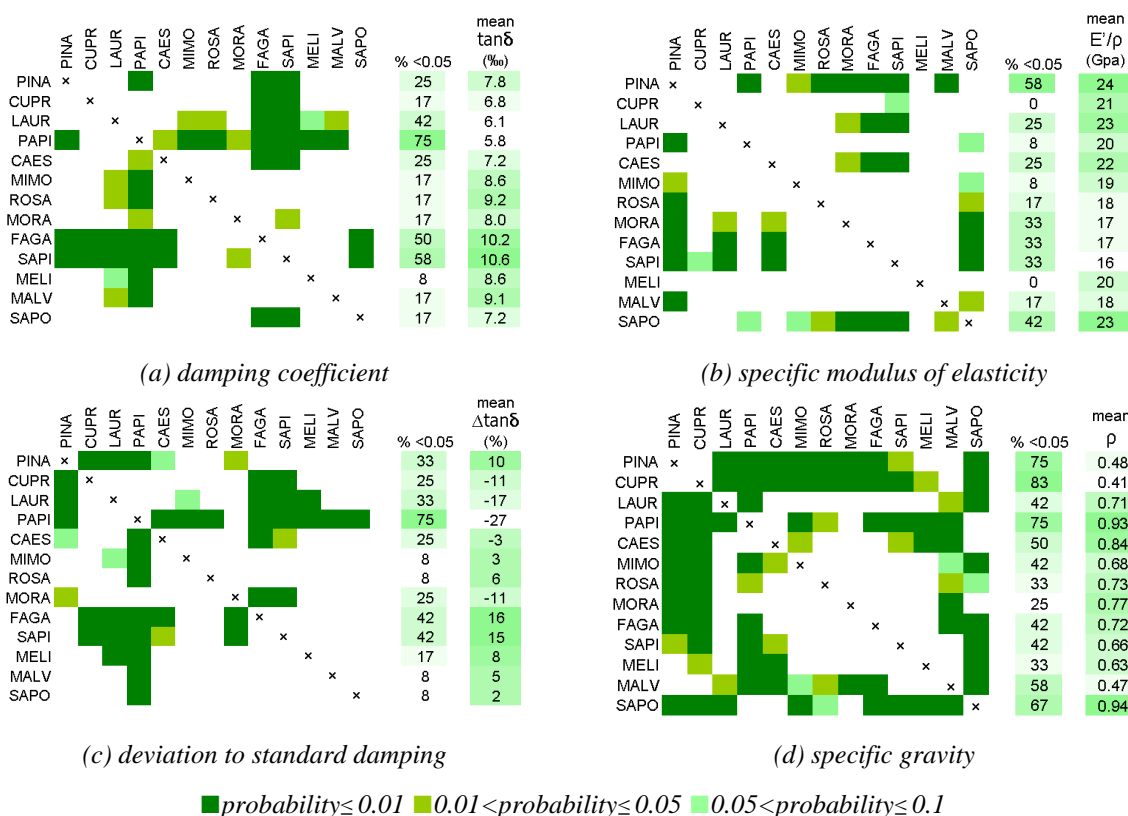 mean
tanδ
PINA CUPR LAUR PAPI CAES MIMO ROSA MORA FAGA SAPI MELI MALV SAPO % <0.05 (‰)
PINA × 25 7.8
CUPR × 17 6.8
LAUR × 42 6.1
PAPI × 75 5.8
CAES × 25 7.2
MIMO × 17 8.6
ROSA × 17 9.2
MORA × 17 8.0
FAGA × 50 10.2
SAPI × 58 10.6
MELI × 8 8.6
MALV × 17 9.1
SAPO × 17 7.2
(a) damping coefficient
mean
E'/ρ
PINA CUPR LAUR PAPI CAES MIMO ROSA MORA FAGA SAPI MELI MALV SAPO % <0.05 (Gpa)
PINA × 58 24
CUPR × 0 21
LAUR × 25 23
PAPI × 8 20
CAES × 25 22
MIMO × 8 19
ROSA × 17 18
MORA × 33 17
FAGA × 33 17
SAPI × 33 16
MELI × 0 20
MALV × 17 18
SAPO × 42 23
(b) specific modulus of elasticity
mean
Δtanδ
PINA CUPR LAUR PAPI CAES MIMO ROSA MORA FAGA SAPI MELI MALV SAPO % <0.05 (%)
PINA × 33 10
CUPR × 25 -11
LAUR × 33 -17
PAPI × 75 -27
CAES × 25 -3
MIMO × 8 3
ROSA × 8 6
MORA × 25 -11
FAGA × 42 16
SAPI × 42 15
MELI × 17 8
MALV × 8 5
SAPO × 8 2
(c) deviation to standard damping
mean
ρ
PINA CUPR LAUR PAPI CAES MIMO ROSA MORA FAGA SAPI MELI MALV SAPO % <0.05
PINA × 75 0.48
CUPR × 83 0.41
LAUR × 42 0.71
PAPI × 75 0.93
CAES × 50 0.84
MIMO × 42 0.68
ROSA × 33 0.73
MORA × 25 0.77
FAGA × 42 0.72
SAPI × 42 0.66
MELI × 33 0.63
MALV × 58 0.47
SAPO × 67 0.94
(d) specific gravity
probability≤ 0.01 0.01<probability≤ 0.05 0.05<probability≤ 0.1